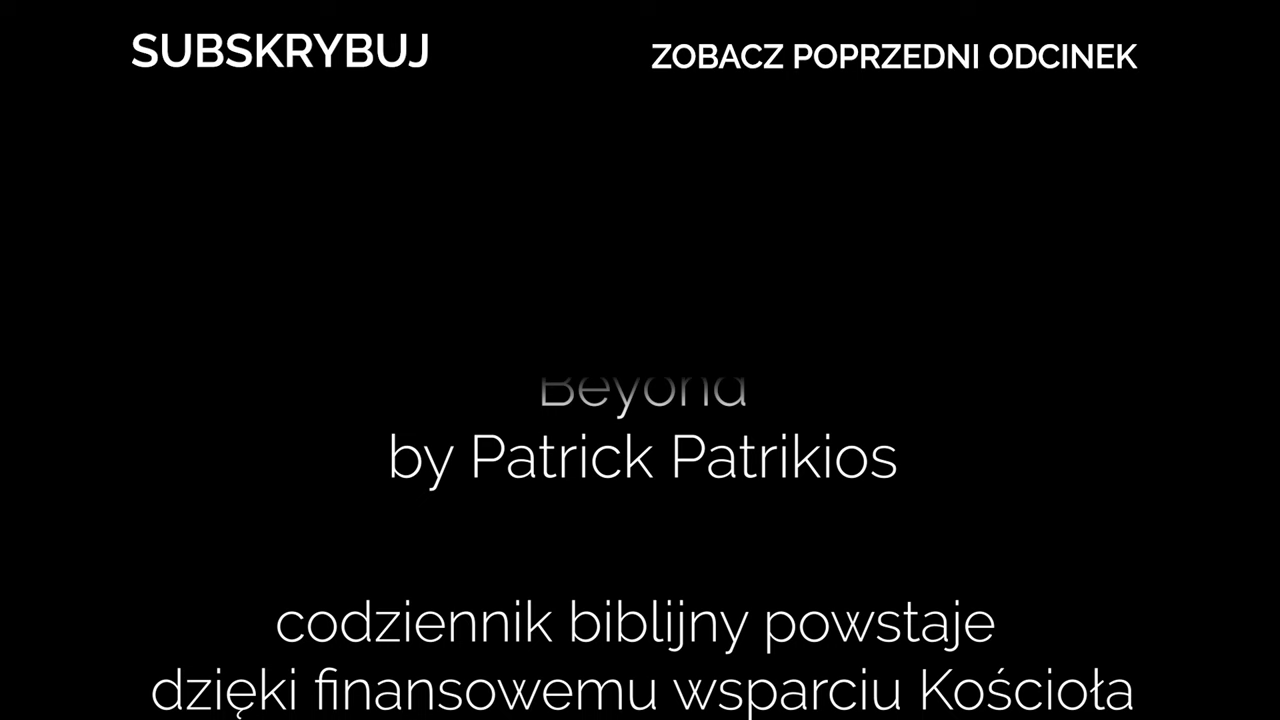 SUBSKRYBUJ
ZOBACZ POPRZEDNI ODCINEK
Beyond
by Patrick Patrikios
codziennik biblijny powstaje
dzięki finansowemu wsparciu Kościoła